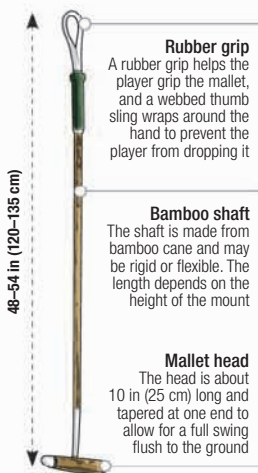 48–54 in (120–135 cm)
Rubber grip
A rubber grip helps the
player grip the mallet,
and a webbed thumb
sling wraps around the
hand to prevent the
player from dropping it
Bamboo shaft
The shaft is made from
bamboo cane and may
be rigid or flexible. The
length depends on the
height of the mount
Mallet head
The head is about
10 in (25 cm) long and
tapered at one end to
allow for a full swing
flush to the ground